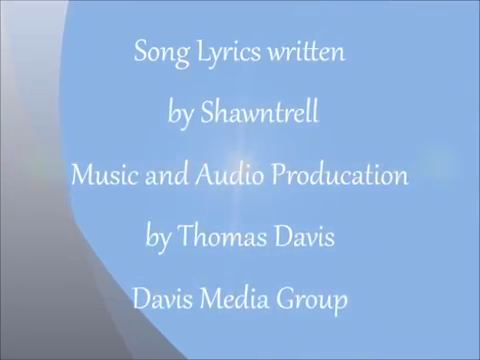 Song Lyrics written
by Shawntrell
Music and Audio Producation
by Thomas Davis
Davis Media Group